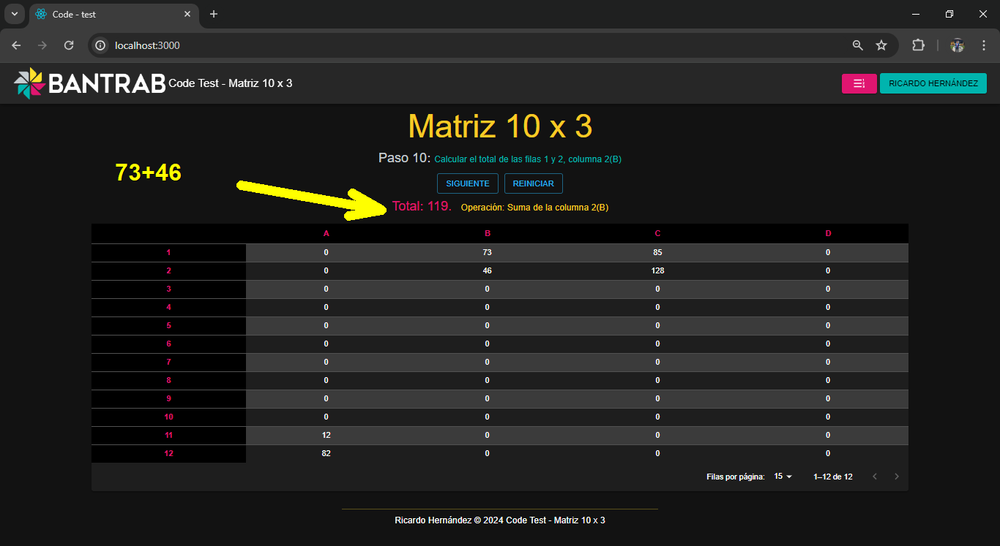 Code - test
localhost:3000
BANTRAB Code Test - Matriz 10 x 3
RICARDO HERNÁNDEZ
Matriz 10 x 3
Paso 10: Calcular el total de las filas 1 y 2, columna 2(B)
73+46
SIGUIENTE REINICIAR
Total: 119. Operación: Suma de la columna 2(B)
A B C D
1 0 73 85 0
2 0 46 128 0
3 0 0 0 0
4 0 0 0 0
5 0 0 0 0
6 0 0 0 0
7 0 0 0 0
8 0 0 0 0
9 0 0 0 0
10 0 0 0 0
11 12 0 0 0
12 82 0 0 0
Filas por página: 15 1–12 de 12
Ricardo Hernández © 2024 Code Test - Matriz 10 x 3